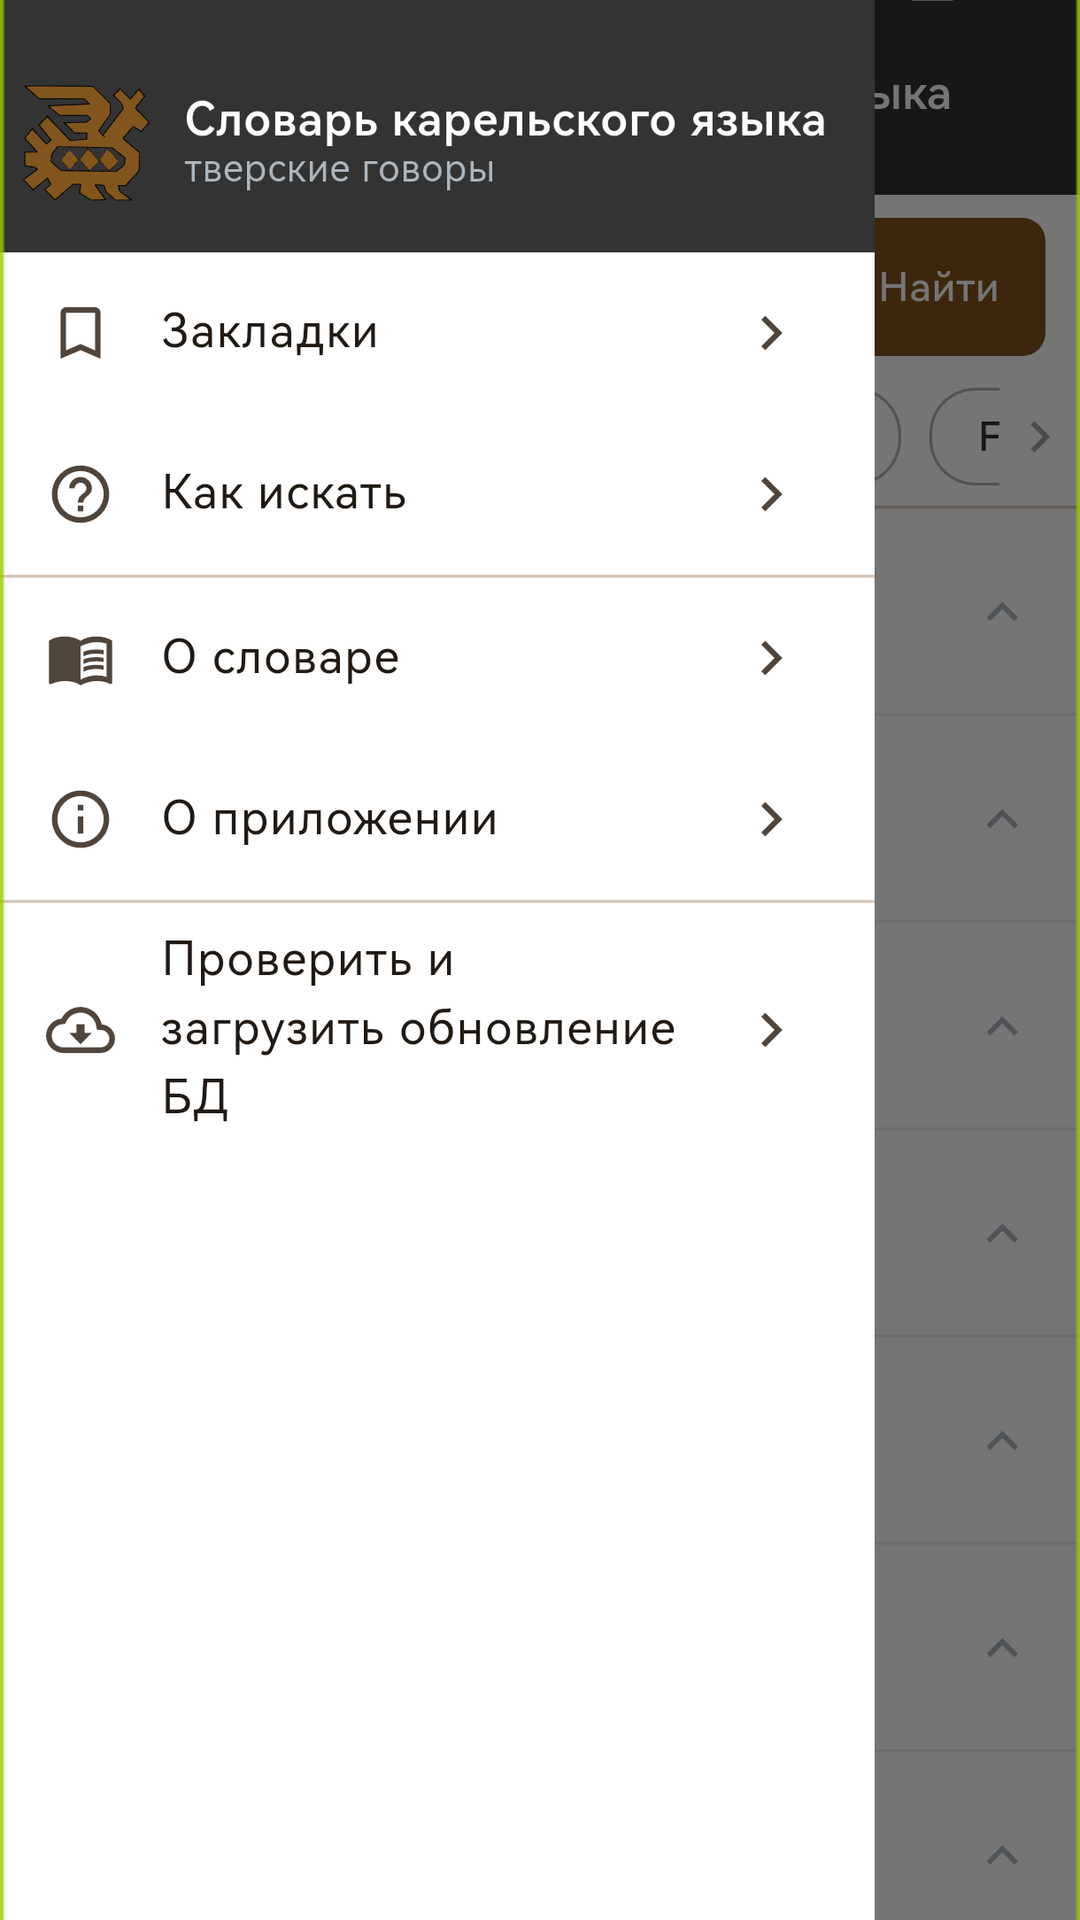 Словарь карельского языка
тверские говоры
ыка
Найти
F
Закладки
Как искать
О словаре
О приложении
Проверить и
загрузить обновление
БД